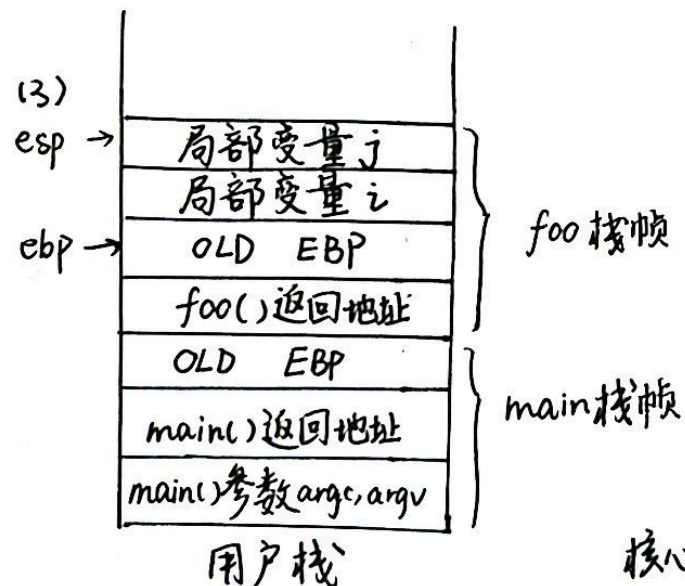 (3)
esp → 局部变量j
局部变量i
ebp → OLD EBP
foo栈帧
foo()返回地址
OLD EBP
main栈帧
main()返回地址
main()参数argc,argv
用户栈
核心